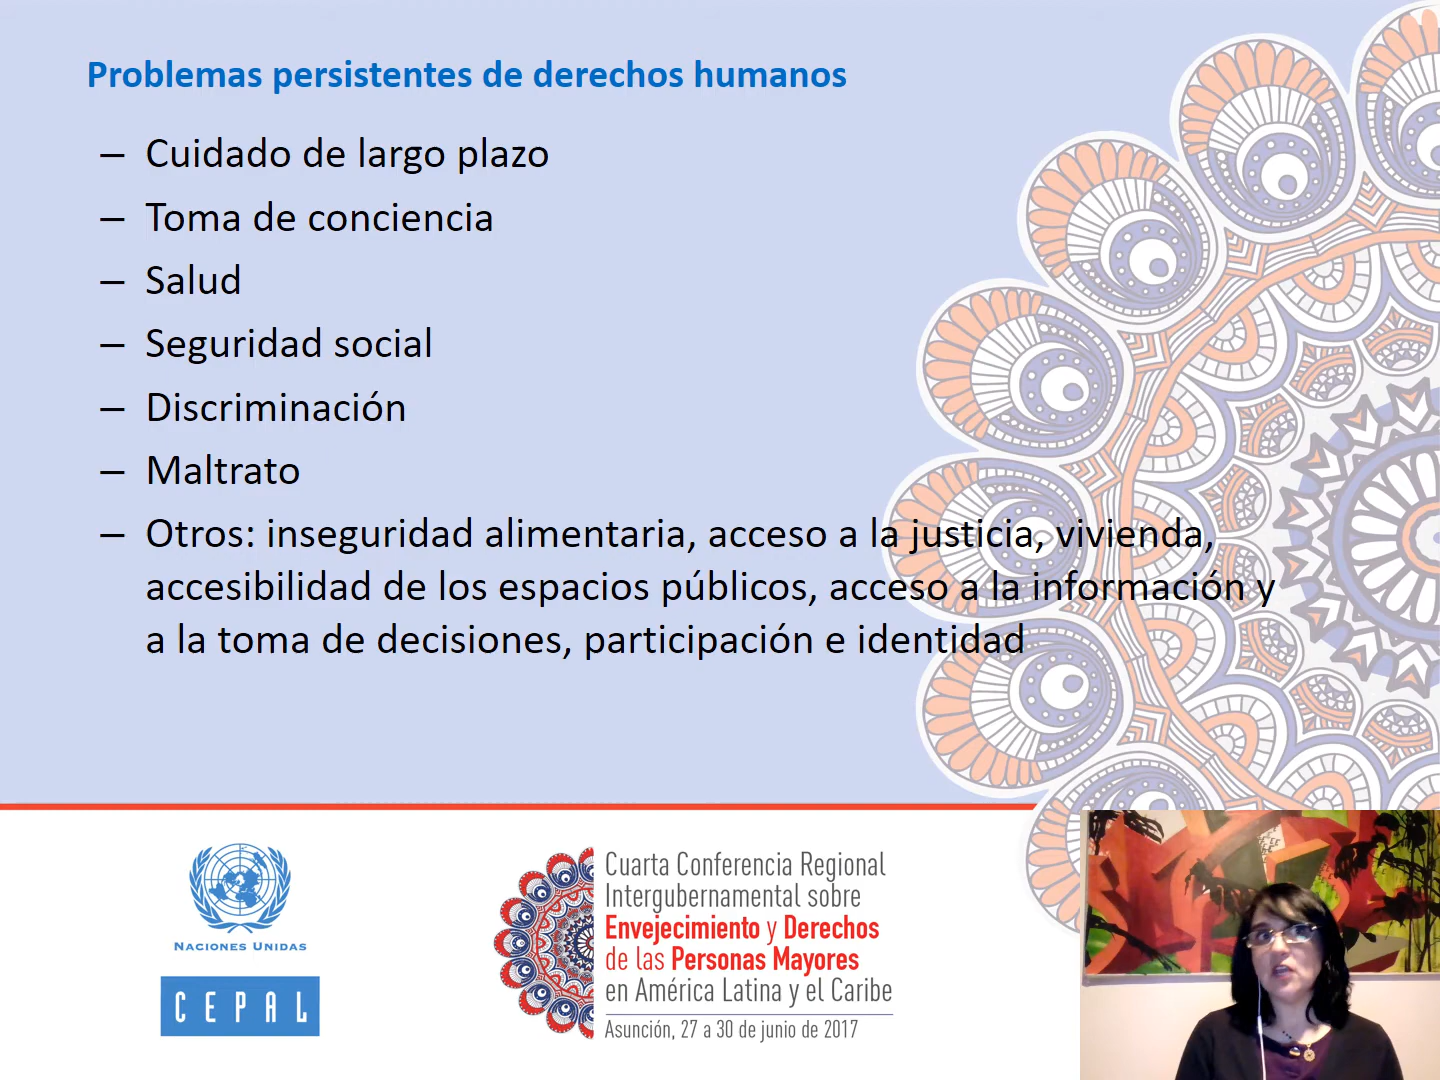 Problemas persistentes de derechos humanos
– Cuidado de largo plazo
– Toma de conciencia
– Salud
– Seguridad social
– Discriminación
– Maltrato
– Otros: inseguridad alimentaria, acceso a la justicia, vivienda,
accesibilidad de los espacios públicos, acceso a la información y
a la toma de decisiones, participación e identidad
NACIONES UNIDAS
CEPAL
Cuarta Conferencia Regional
Intergubernamental sobre
Envejecimiento y Derechos
de las Personas Mayores
en América Latina y el Caribe
Asunción, 27 a 30 de junio de 2017